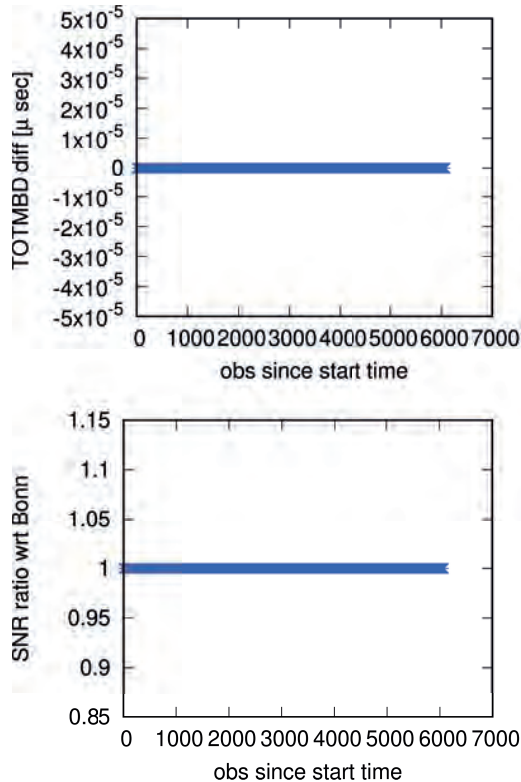 5x10⁻⁵
4x10⁻⁵
3x10⁻⁵
2x10⁻⁵
1x10⁻⁵
0
-1x10⁻⁵
-2x10⁻⁵
-3x10⁻⁵
-4x10⁻⁵
-5x10⁻⁵
TOTMBD diff [μ sec]
0 1000 2000 3000 4000 5000 6000 7000
obs since start time
1.15
1.1
1.05
1
0.95
0.9
0.85
SNR ratio wrt Bonn
0 1000 2000 3000 4000 5000 6000 7000
obs since start time